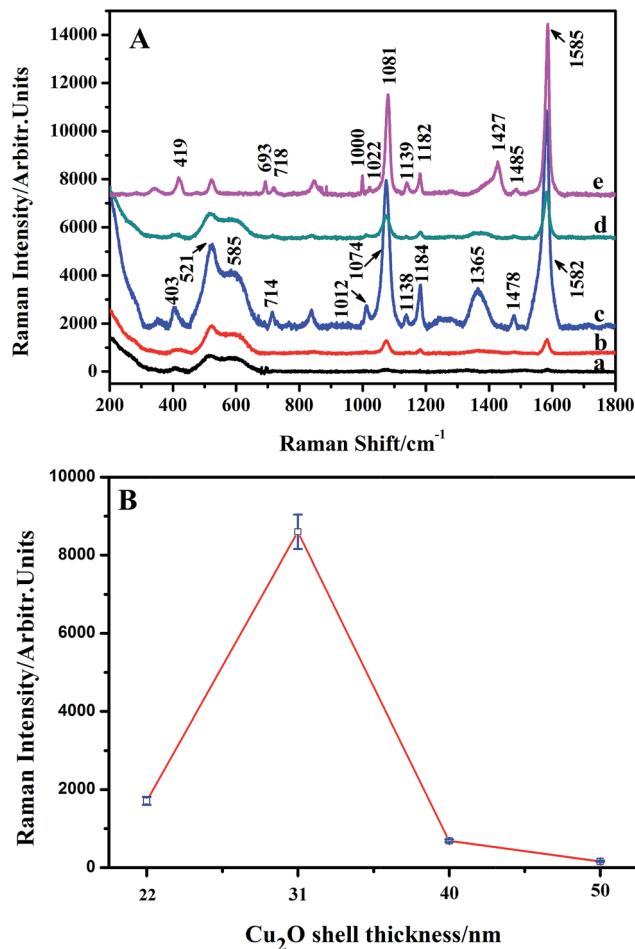 A
Raman Intensity/Arbitr.Units
14000
12000
10000
8000
6000
4000
2000
0
419
693
718
1000
1022
1081
1139
1182
1427
1485
1585
e
d
c
b
a
403
521
585
714
1012
1074
1138
1184
1365
1478
1582
200 400 600 800 1000 1200 1400 1600 1800
Raman Shift/cm⁻¹
B
Raman Intensity/Arbitr.Units
10000
8000
6000
4000
2000
0
22 31 40 50
Cu₂O shell thickness/nm